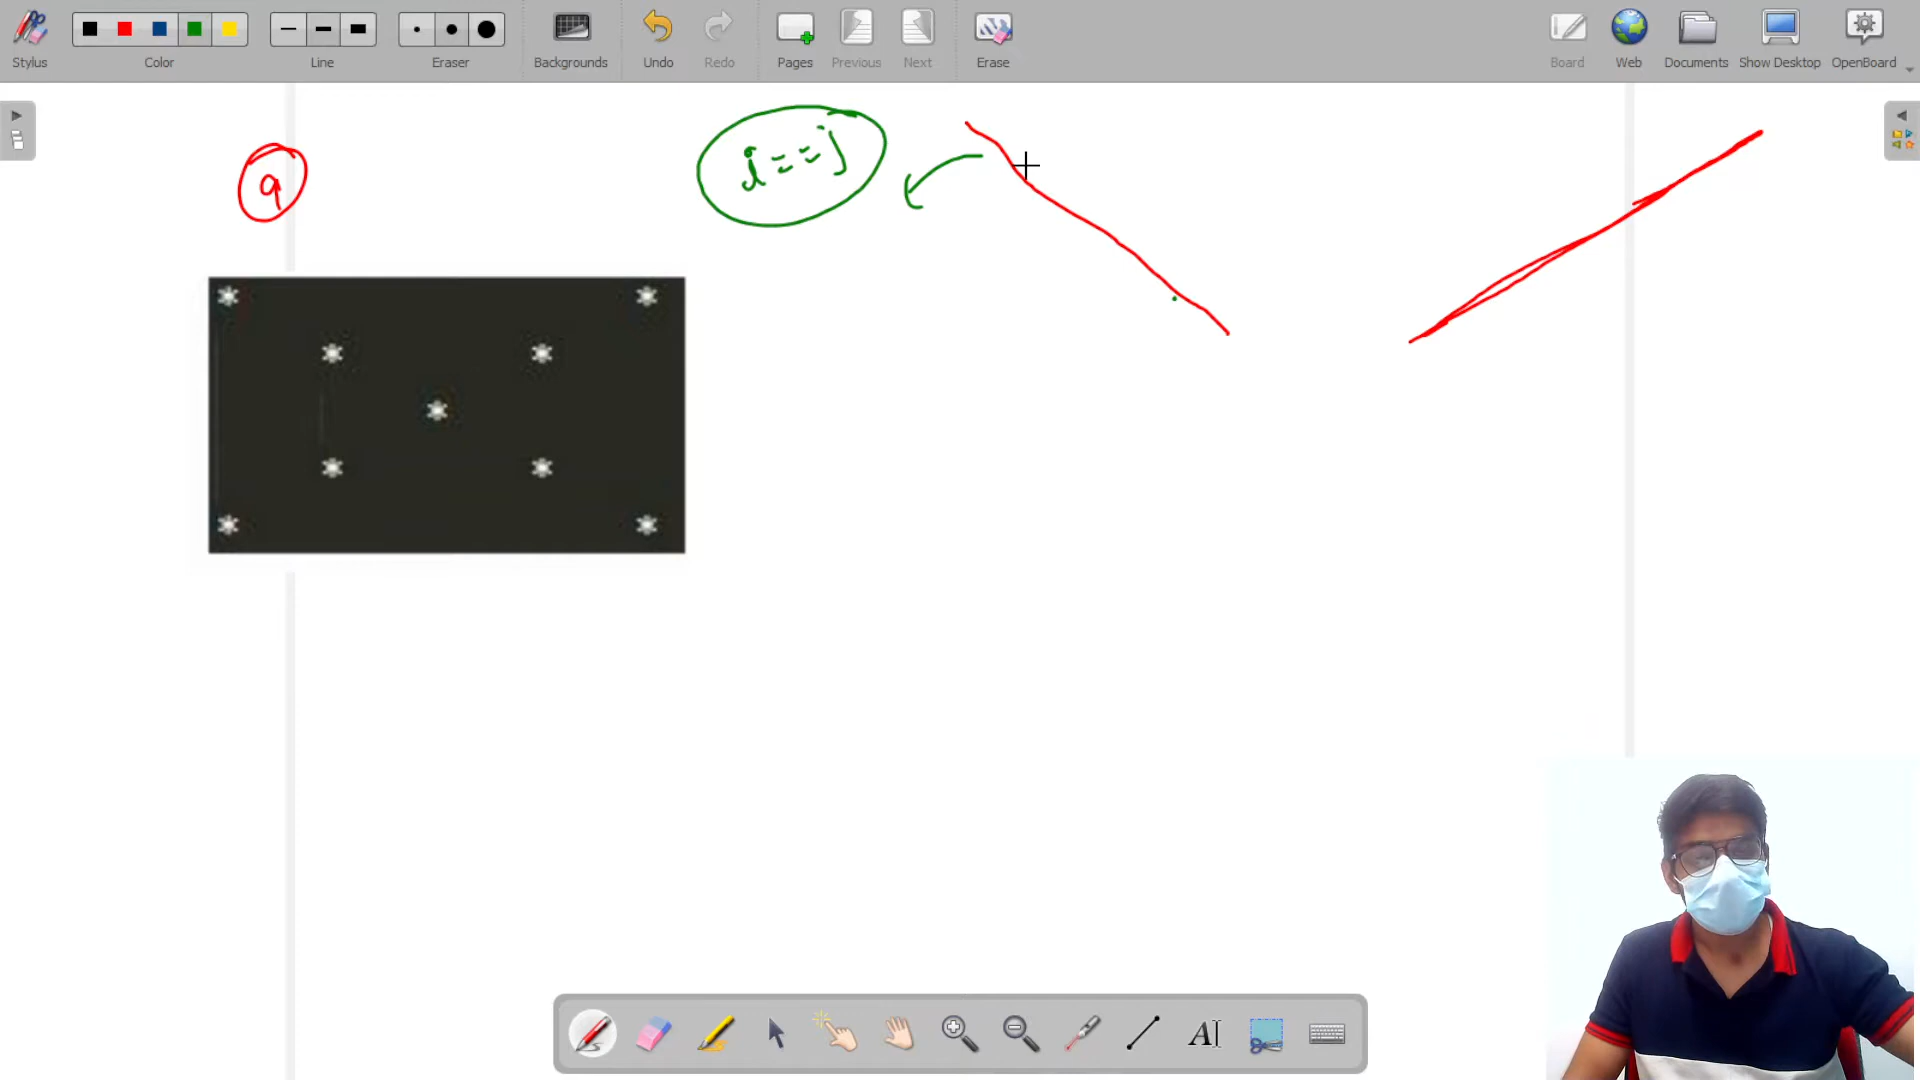 Stylus
Color
Line
Eraser
Backgrounds
Undo
Redo
Pages
Previous
Next
Erase
Board
Web
Documents
Show Desktop
OpenBoard
9
i==j